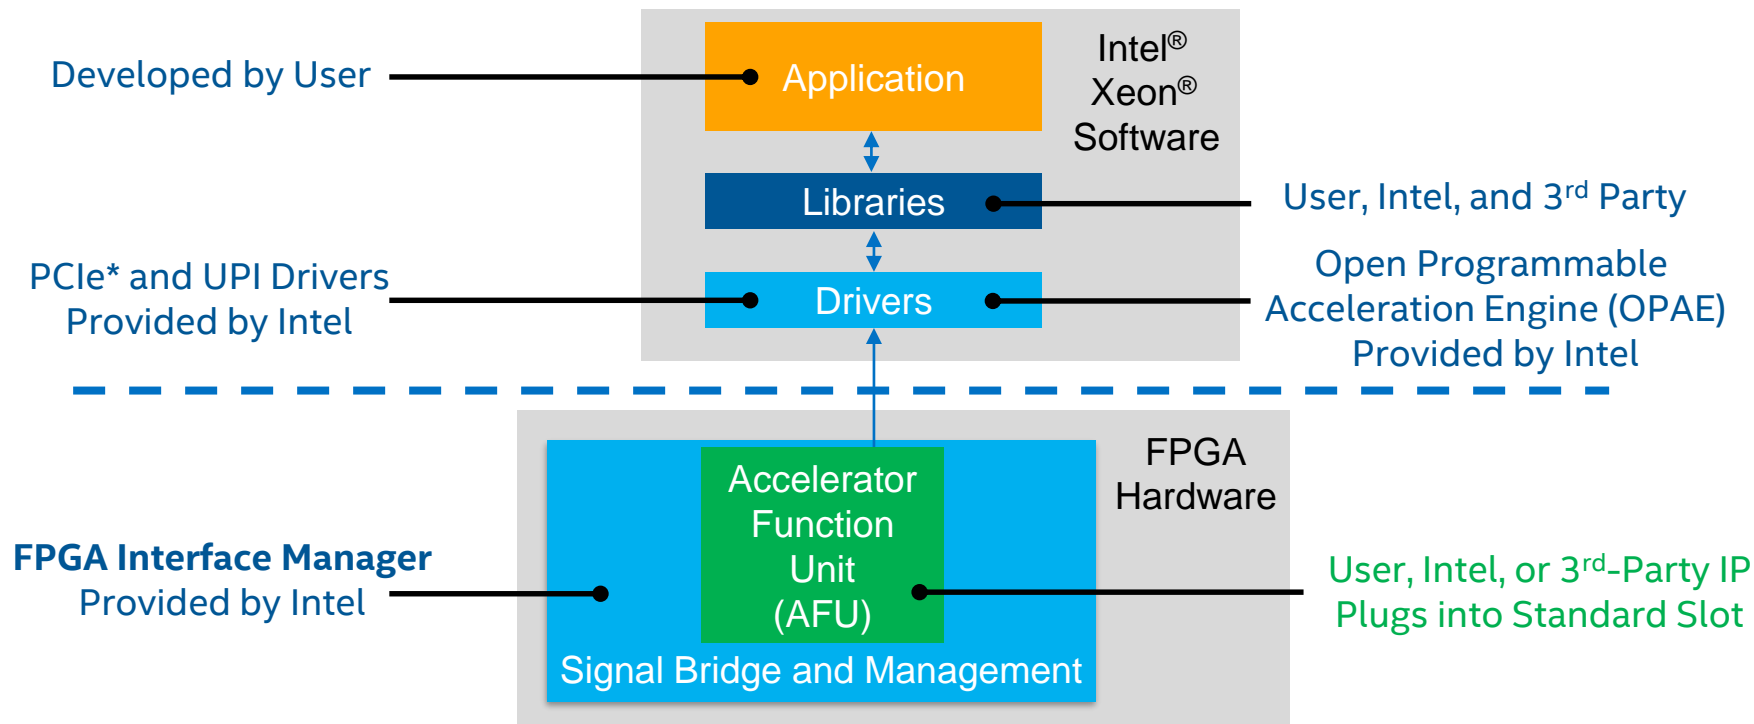 Developed by User
Application
Intel®
Xeon®
Software
Libraries
User, Intel, and 3rd Party
PCIe* and UPI Drivers
Provided by Intel
Drivers
Open Programmable
Acceleration Engine (OPAE)
Provided by Intel
FPGA
Hardware
Accelerator
Function
Unit
(AFU)
FPGA Interface Manager
Provided by Intel
User, Intel, or 3rd-Party IP
Plugs into Standard Slot
Signal Bridge and Management